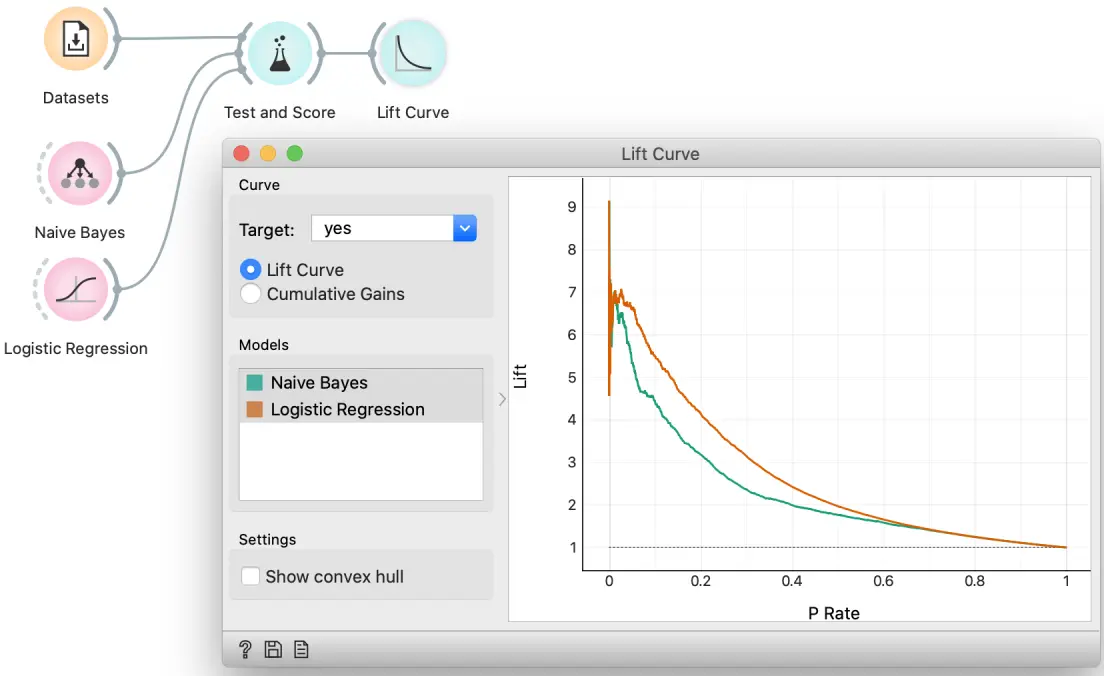 Datasets
Test and Score
Lift Curve
Naive Bayes
Logistic Regression
Lift Curve
Curve
Target:
yes
Lift Curve
Cumulative Gains
Models
Naive Bayes
Logistic Regression
Settings
Show convex hull
?
Lift
9
8
7
6
5
4
3
2
1
0 0.2 0.4 0.6 0.8 1
P Rate